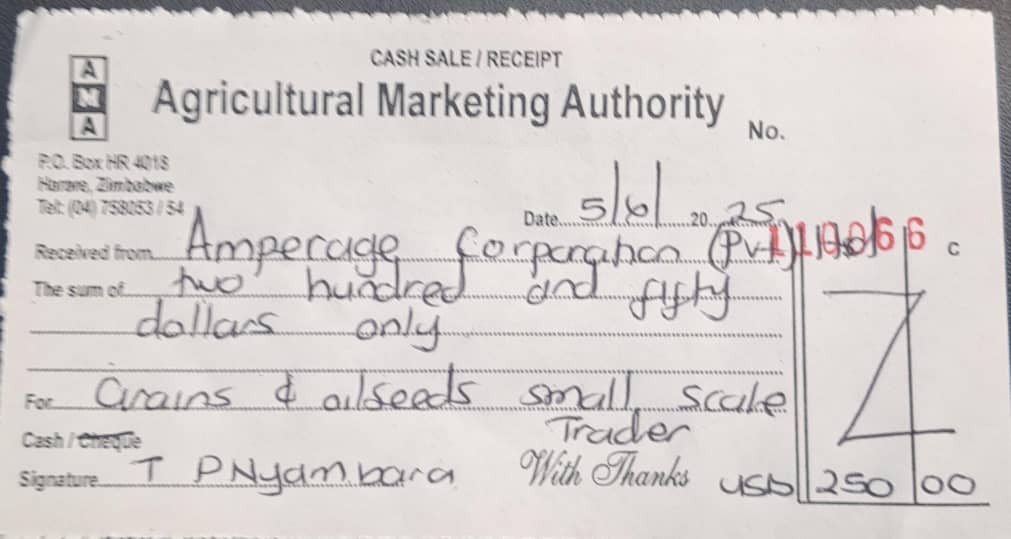 CASH SALE / RECEIPT
A
M
A
Agricultural Marketing Authority
No.
P.O. Box HR 4018
Harare, Zimbabwe
Tel: (04) 758053 / 54
Date 5/6/ 20 25
110066
Received from Amperage Corporation (Pvt) Ltd
c
The sum of two hundred and fifty
dollars only
For Grains & oilseeds small scale
Trader
Cash / Cheque
Signature T P Nyambara
With Thanks
USD 250 00